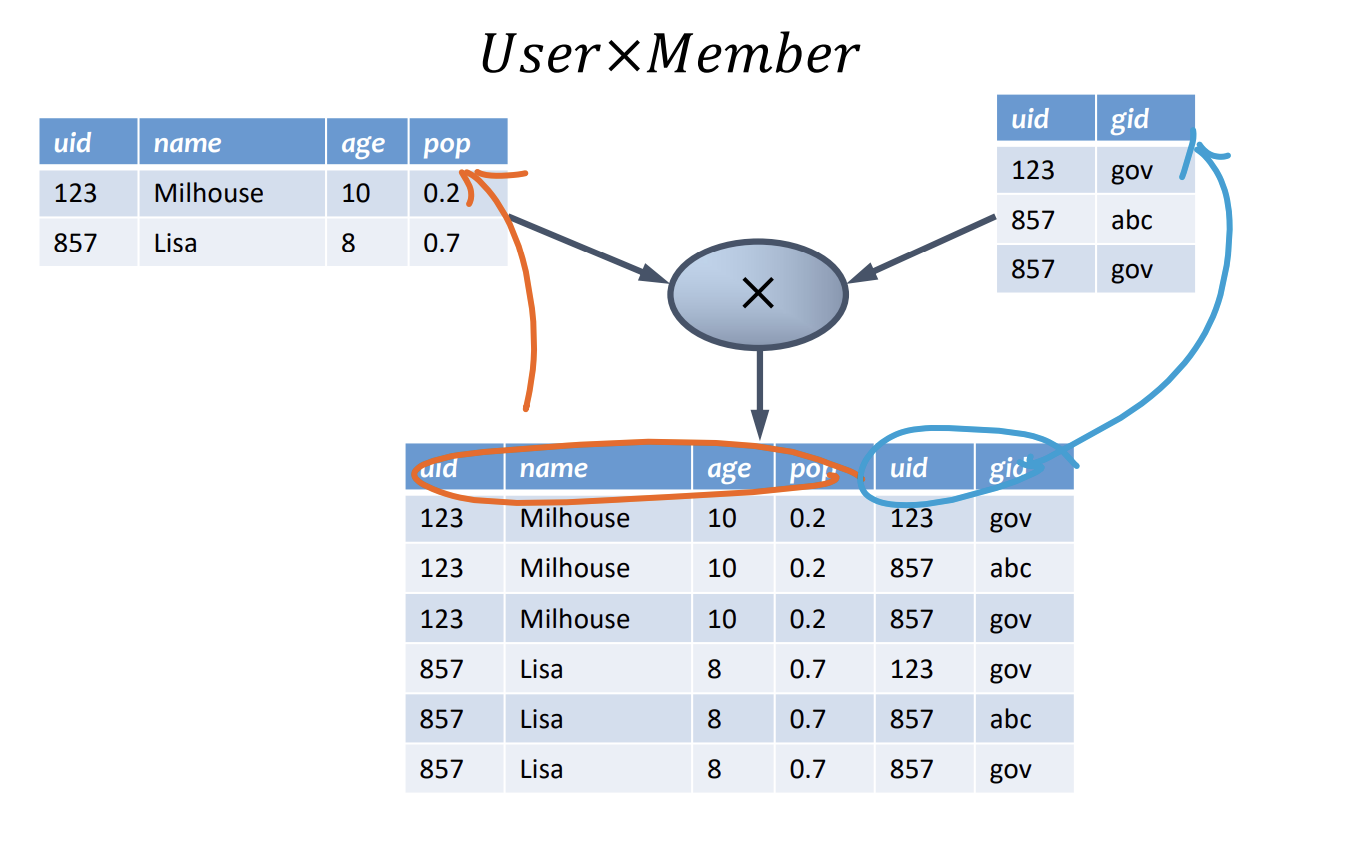 User×Member
uid name age pop
123 Milhouse 10 0.2
857 Lisa 8 0.7
uid gid
123 gov
857 abc
857 gov
×
uid name age pop uid gid
123 Milhouse 10 0.2 123 gov
123 Milhouse 10 0.2 857 abc
123 Milhouse 10 0.2 857 gov
857 Lisa 8 0.7 123 gov
857 Lisa 8 0.7 857 abc
857 Lisa 8 0.7 857 gov